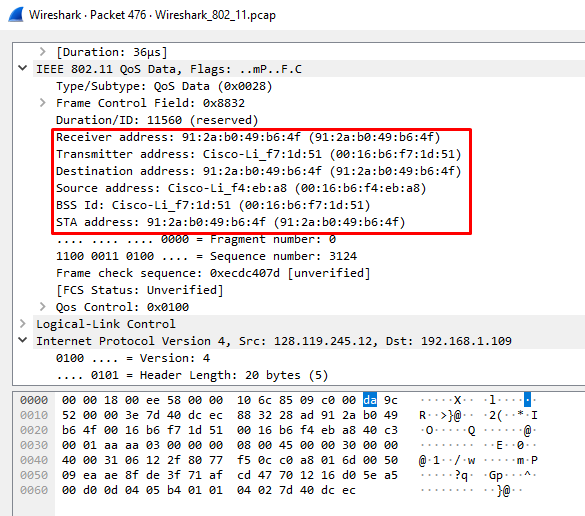 Wireshark · Packet 476 · Wireshark_802_11.pcap
[Duration: 36µs]
IEEE 802.11 QoS Data, Flags: ..mP..F.C
Type/Subtype: QoS Data (0x0028)
Frame Control Field: 0x8832
Duration/ID: 11560 (reserved)
Receiver address: 91:2a:b0:49:b6:4f (91:2a:b0:49:b6:4f)
Transmitter address: Cisco-Li_f7:1d:51 (00:16:b6:f7:1d:51)
Destination address: 91:2a:b0:49:b6:4f (91:2a:b0:49:b6:4f)
Source address: Cisco-Li_f4:eb:a8 (00:16:b6:f4:eb:a8)
BSS Id: Cisco-Li_f7:1d:51 (00:16:b6:f7:1d:51)
STA address: 91:2a:b0:49:b6:4f (91:2a:b0:49:b6:4f)
.... .... .... 0000 = Fragment number: 0
1100 0011 0100 .... = Sequence number: 3124
Frame check sequence: 0xecdc407d [unverified]
[FCS Status: Unverified]
Qos Control: 0x0100
Logical-Link Control
Internet Protocol Version 4, Src: 128.119.245.12, Dst: 192.168.1.109
0100 .... = Version: 4
.... 0101 = Header Length: 20 bytes (5)
0000 00 00 18 00 ee 58 00 00 10 6c 85 09 c0 00 da 9c ·····X·· ·l······
0010 52 00 00 3e 7d 40 dc ec 88 32 28 ad 91 2a b0 49 R··>}@·· ·2(··*·I
0020 b6 4f 00 16 b6 f7 1d 51 00 16 b6 f4 eb a8 40 c3 ·O·····Q ······@·
0030 00 01 aa aa 03 00 00 00 08 00 45 00 00 30 00 00 ········ ··E··0··
0040 40 00 31 06 12 2f 80 77 f5 0c c0 a8 01 6d 00 50 @·1··/·w ·····m·P
0050 09 ea ae 8f de 3f 71 af cd 47 70 12 16 d0 5e a5 ·····?q· ·Gp···^·
0060 00 d0 0d 04 05 b4 01 01 04 02 7d 40 dc ec ········ ··}@··